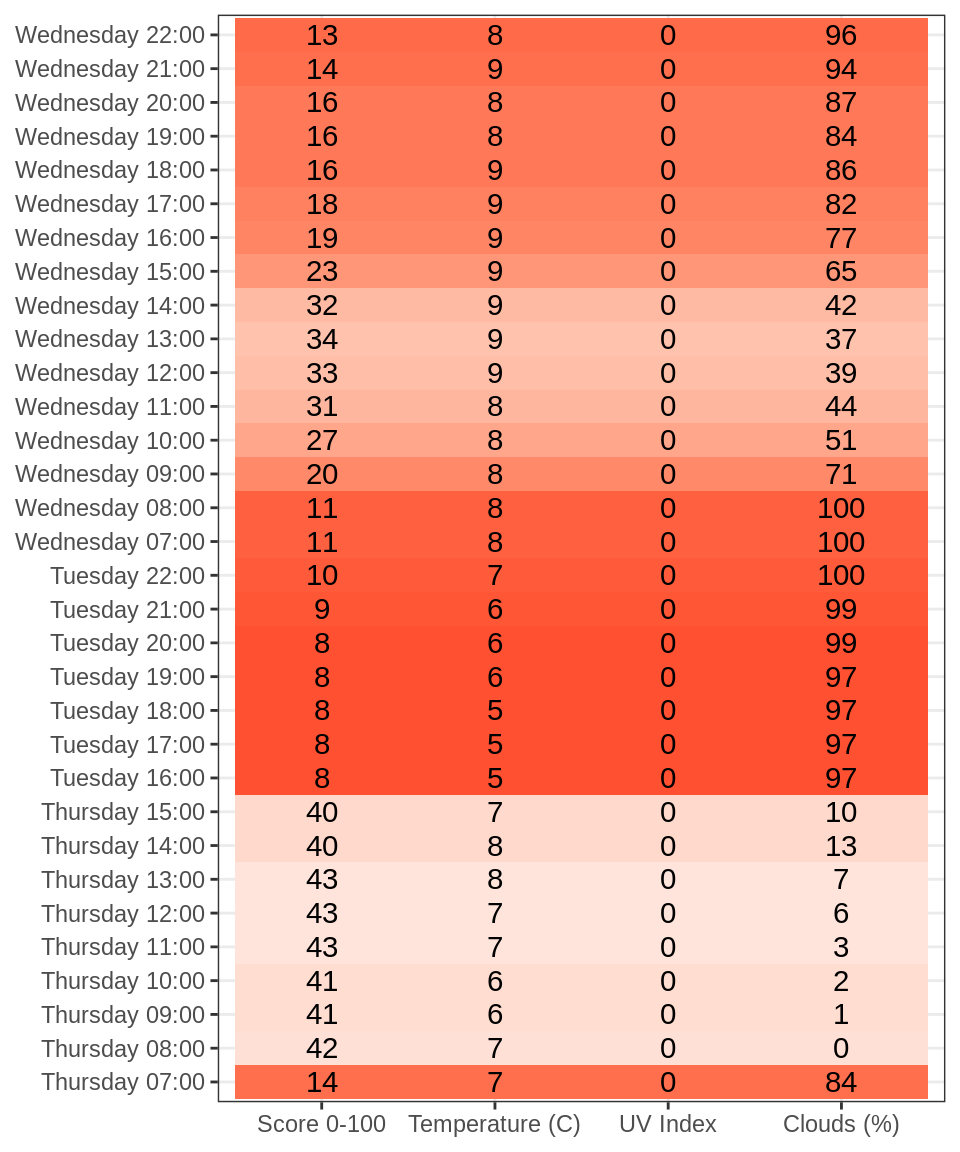 Wednesday 22:00 13 8 0 96
Wednesday 21:00 14 9 0 94
Wednesday 20:00 16 8 0 87
Wednesday 19:00 16 8 0 84
Wednesday 18:00 16 9 0 86
Wednesday 17:00 18 9 0 82
Wednesday 16:00 19 9 0 77
Wednesday 15:00 23 9 0 65
Wednesday 14:00 32 9 0 42
Wednesday 13:00 34 9 0 37
Wednesday 12:00 33 9 0 39
Wednesday 11:00 31 8 0 44
Wednesday 10:00 27 8 0 51
Wednesday 09:00 20 8 0 71
Wednesday 08:00 11 8 0 100
Wednesday 07:00 11 8 0 100
Tuesday 22:00 10 7 0 100
Tuesday 21:00 9 6 0 99
Tuesday 20:00 8 6 0 99
Tuesday 19:00 8 6 0 97
Tuesday 18:00 8 5 0 97
Tuesday 17:00 8 5 0 97
Tuesday 16:00 8 5 0 97
Thursday 15:00 40 7 0 10
Thursday 14:00 40 8 0 13
Thursday 13:00 43 8 0 7
Thursday 12:00 43 7 0 6
Thursday 11:00 43 7 0 3
Thursday 10:00 41 6 0 2
Thursday 09:00 41 6 0 1
Thursday 08:00 42 7 0 0
Thursday 07:00 14 7 0 84
Score 0-100 Temperature (C) UV Index Clouds (%)